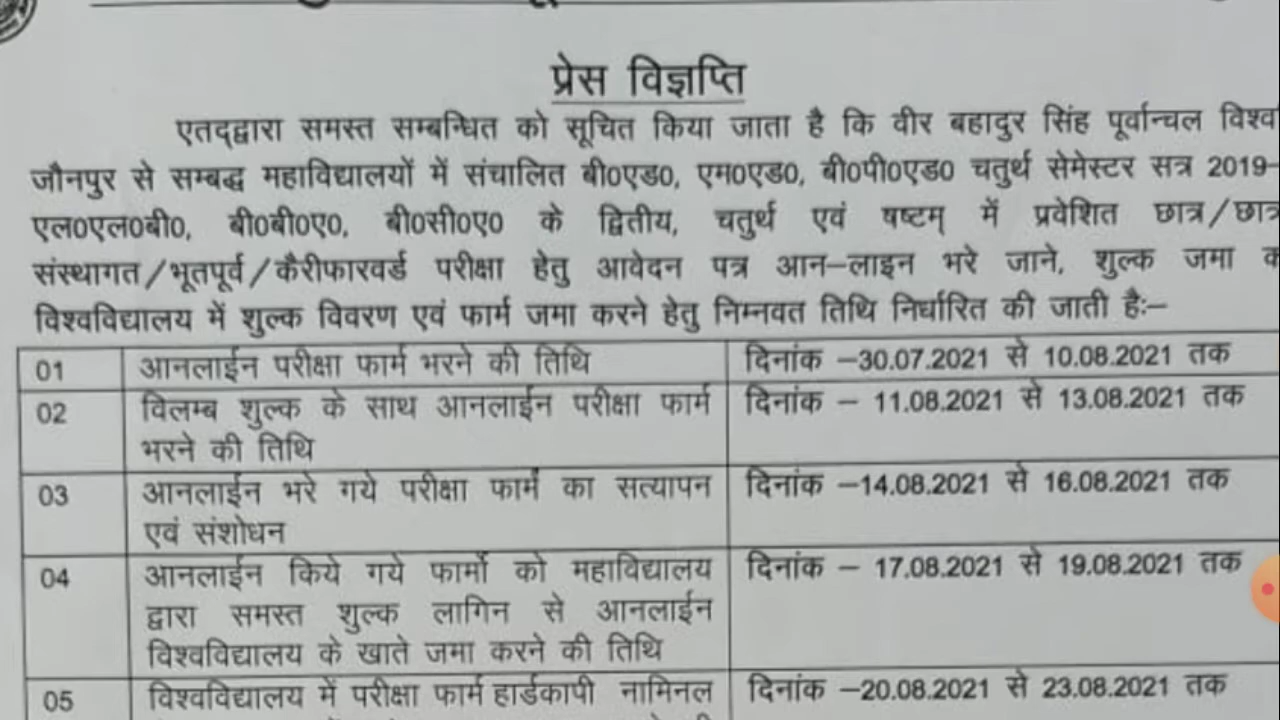 प्रेस विज्ञप्ति
एतद्द्वारा समस्त सम्बन्धित को सूचित किया जाता है कि वीर बहादुर सिंह पूर्वान्चल विश्व
जौनपुर से सम्बद्ध महाविद्यालयों में संचालित बी0एड0, एम0एड0, बी0पी0एड0 चतुर्थ सेमेस्टर सत्र 2019-
एल0एल0बी0, बी0बी0ए0, बी0सी0ए0 के द्वितीय, चतुर्थ एवं षष्टम् में प्रवेशित छात्र/छात्र
संस्थागत/भूतपूर्व/कैरीफारवर्ड परीक्षा हेतु आवेदन पत्र आन-लाइन भरे जाने, शुल्क जमा क
विश्वविद्यालय में शुल्क विवरण एवं फार्म जमा करने हेतु निम्नवत तिथि निर्धारित की जाती हैः-
01 आनलाईन परीक्षा फार्म भरने की तिथि दिनांक -30.07.2021 से 10.08.2021 तक
02 विलम्ब शुल्क के साथ आनलाईन परीक्षा फार्म दिनांक - 11.08.2021 से 13.08.2021 तक
भरने की तिथि
03 आनलाईन भरे गये परीक्षा फार्म का सत्यापन दिनांक -14.08.2021 से 16.08.2021 तक
एवं संशोधन
04 आनलाईन किये गये फार्मो को महाविद्यालय दिनांक - 17.08.2021 से 19.08.2021 तक
द्वारा समस्त शुल्क लागिन से आनलाईन
विश्वविद्यालय के खाते जमा करने की तिथि
05 विश्वविद्यालय में परीक्षा फार्म हार्डकापी नामिनल दिनांक -20.08.2021 से 23.08.2021 तक